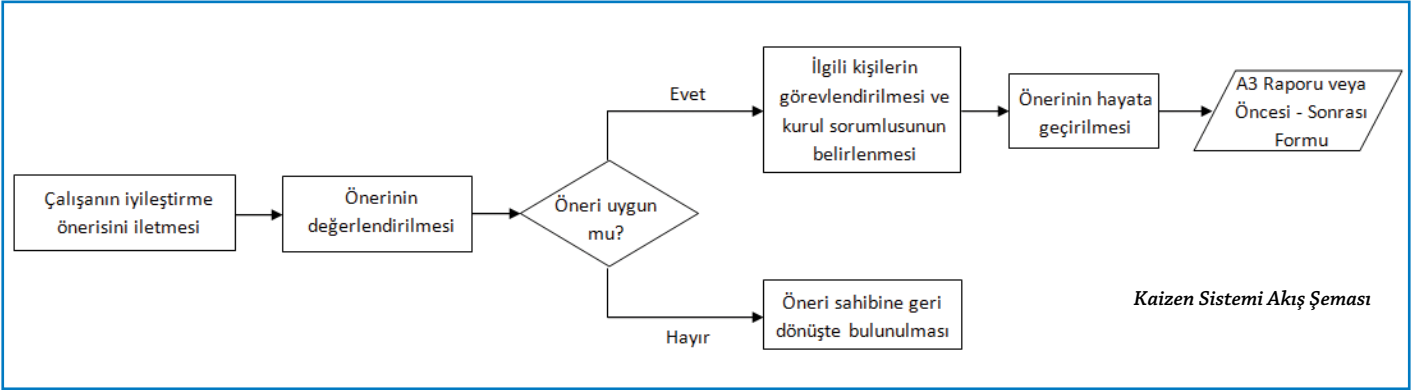 Çalışanın iyileştirme
önerisini iletmesi
Önerinin
değerlendirilmesi
Öneri uygun
mu?
Evet
İlgili kişilerin
görevlendirilmesi ve
kurul sorumlusunun
belirlenmesi
Önerinin hayata
geçirilmesi
A3 Raporu veya
Öncesi - Sonrası
Formu
Hayır
Öneri sahibine geri
dönüşte bulunulması
Kaizen Sistemi Akış Şeması